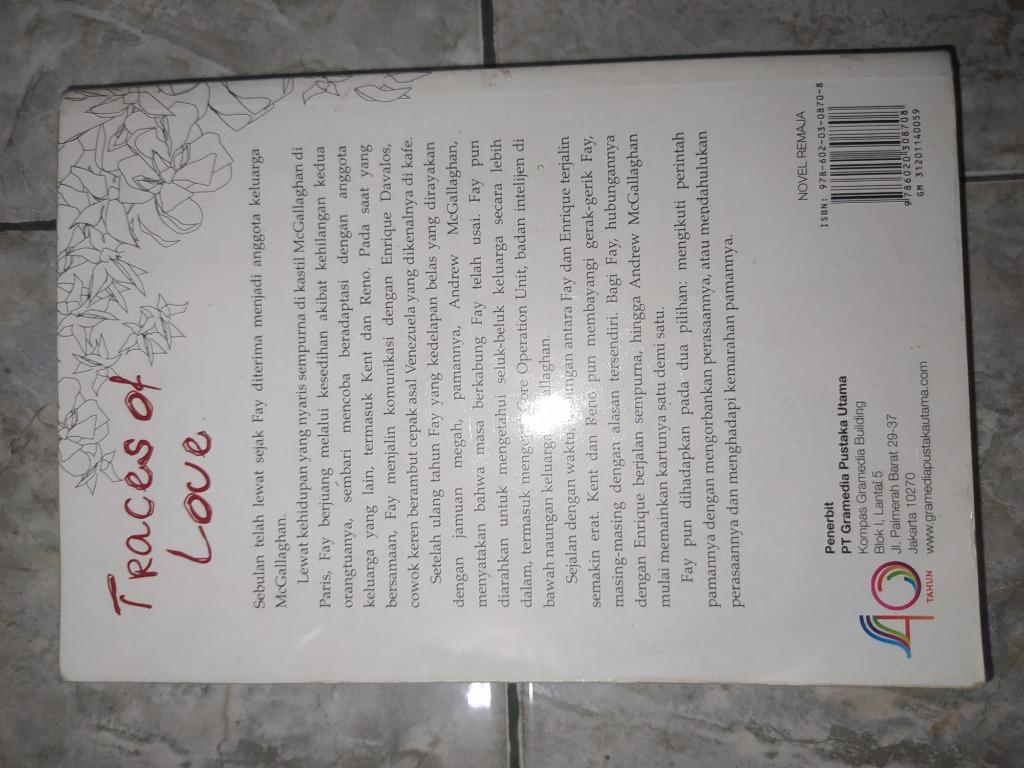 Traces of
Love
Sebulan telah lewat sejak Fay diterima menjadi anggota keluarga
McGallaghan.
Lewat kehidupan yang nyaris sempurna di kastil McGallaghan di
Paris, Fay berjuang melalui kesedihan akibat kehilangan kedua
orangtuanya, sembari mencoba beradaptasi dengan anggota
keluarga yang lain, termasuk Kent dan Reno. Pada saat yang
bersamaan, Fay menjalin komunikasi dengan Enrique Davalos,
cowok keren berambut cepak asal Venezuela yang dikenalnya di kafe.
Setelah ulang tahun Fay yang kedelapan belas yang dirayakan
dengan jamuan megah, pamannya, Andrew McGallaghan,
menyatakan bahwa masa berkabung Fay telah usai. Fay pun
diarahkan untuk mengetahui seluk-beluk keluarga secara lebih
dalam, termasuk Core Operation Unit, badan intelijen di
bawah naungan keluarga
Sejalan dengan waktu, antara Fay dan Enrique terjalin
semakin erat. Kent dan Reno pun membayangi gerak-gerik Fay,
masing-masing dengan alasan tersendiri. Bagi Fay, hubungannya
dengan Enrique berjalan sempurna, hingga Andrew McGallaghan
mulai memainkan kartunya satu demi satu.
Fay pun dihadapkan pada dua pilihan: mengikuti perintah
pamannya dengan mengorbankan perasaannya, atau mendahulukan
perasaannya dan menghadapi kemarahan pamannya.
NOVEL REMAJA
ISBN: 978-602-03-0870-8
9786020308708
GM 31201140059
40
TAHUN
Penerbit
PT Gramedia Pustaka Utama
Kompas Gramedia Building
Blok I, Lantai 5
Jl. Palmerah Barat 29-37
Jakarta 10270
www.gramediapustakautama.com